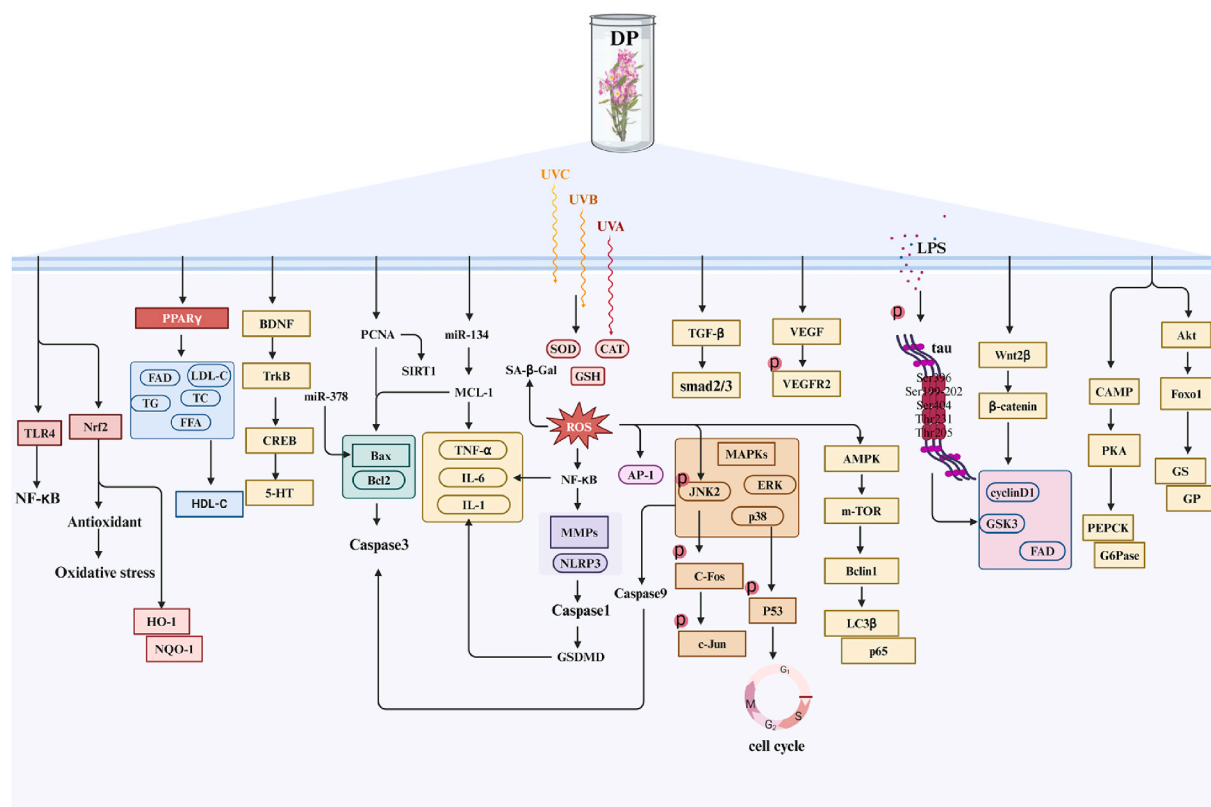 DP
UVC
UVB
UVA
LPS
PPARγ
BDNF
PCNA
miR-134
SOD
CAT
GSH
TGF-β
VEGF
p
tau
Wnt2β
Akt
FAD
LDL-C
TG
TC
FFA
TrkB
SIRT1
SA-β-Gal
smad2/3
p
VEGFR2
Ser396
Ser199-202
Ser404
Thr231
Thr205
β-catenin
CAMP
Foxo1
miR-378
MCL-1
TLR4
Nrf2
CREB
Bax
Bcl2
TNF-α
IL-6
IL-1
ROS
NF-κB
AP-1
MAPKs
p
JNK2
ERK
p38
AMPK
PKA
GS
GP
NF-κB
HDL-C
5-HT
m-TOR
cyclinD1
GSK3
FAD
Antioxidant
Caspase3
MMPs
NLRP3
PEPCK
G6Pase
Oxidative stress
Caspase1
Caspase9
p
C-Fos
p
P53
Bclin1
HO-1
NQO-1
GSDMD
p
c-Jun
LC3β
p65
G1
M
S
G2
cell cycle